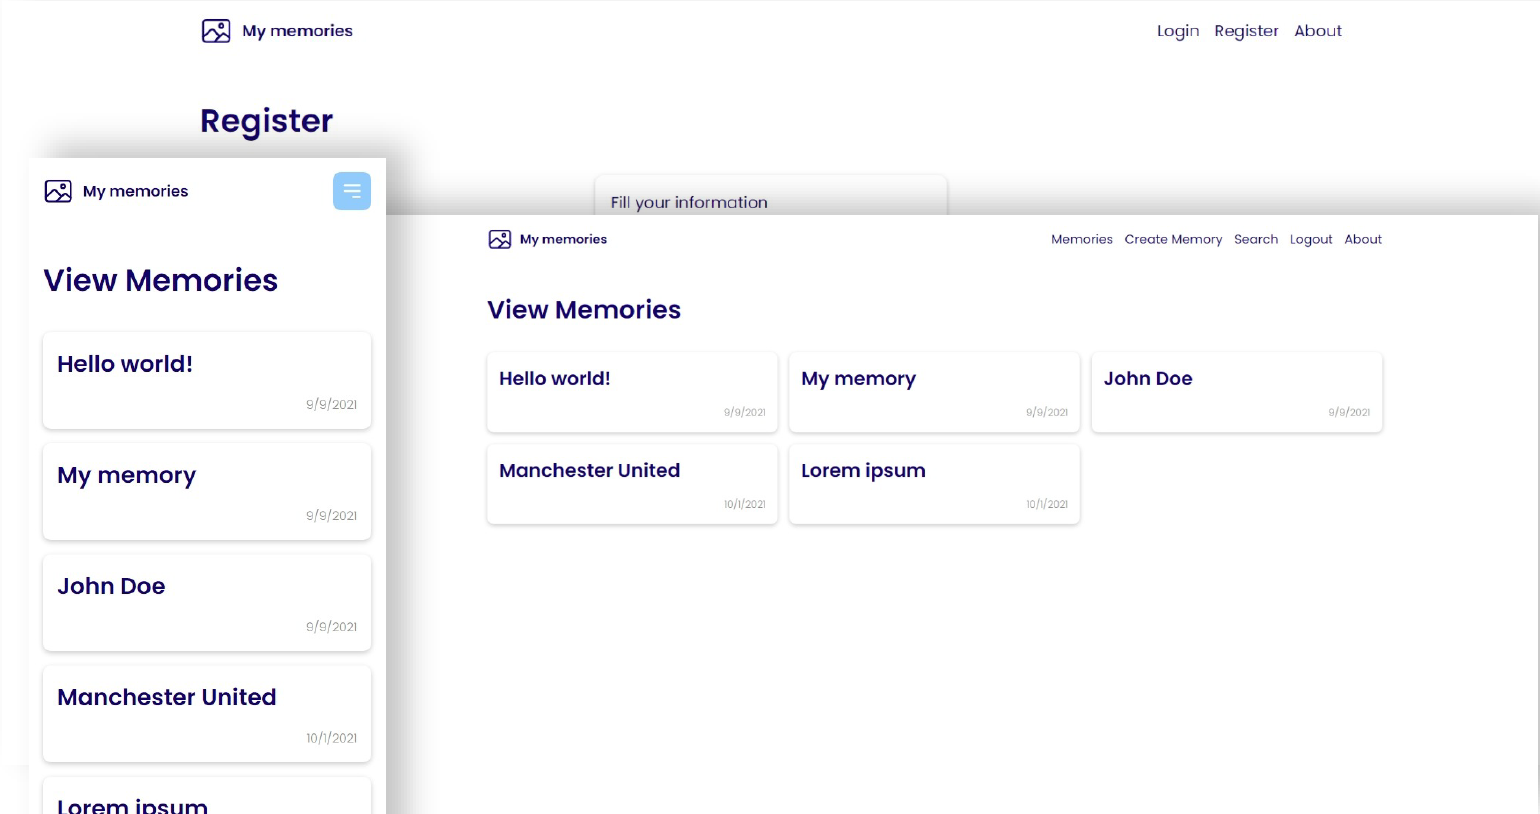 My memories
Login Register About
Register
Fill your information
My memories
View Memories
Hello world!
9/9/2021
My memory
9/9/2021
John Doe
9/9/2021
Manchester United
10/1/2021
Lorem ipsum
My memories
Memories Create Memory Search Logout About
View Memories
Hello world!
9/9/2021
My memory
9/9/2021
John Doe
9/9/2021
Manchester United
10/1/2021
Lorem ipsum
10/1/2021